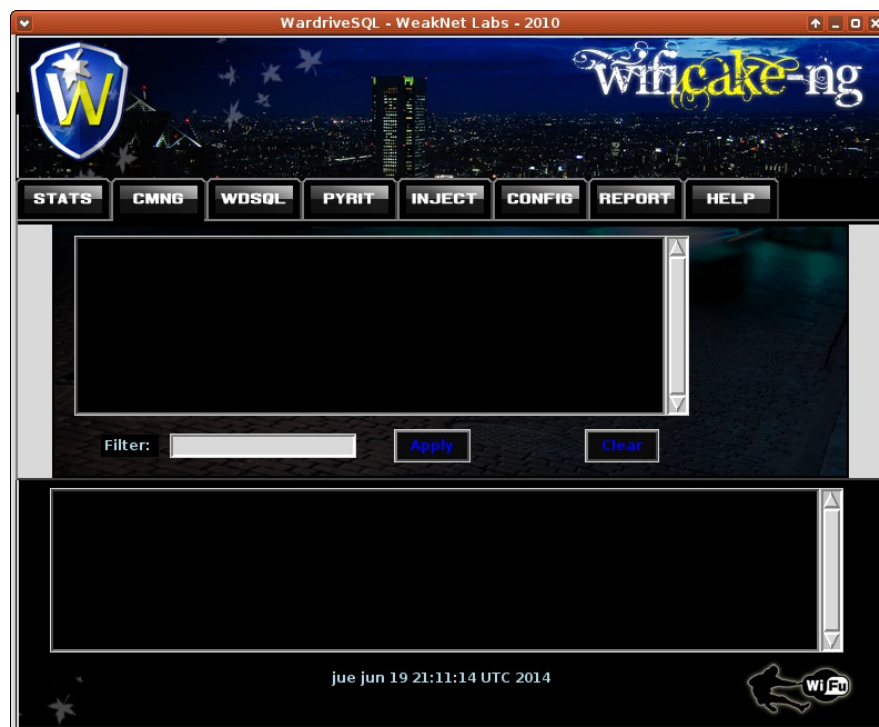 WardriveSQL - WeakNet Labs - 2010
W
wificake-ng
STATS CMNG WDSQL PYRIT INJECT CONFIG REPORT HELP
Filter: Apply Clear
jue jun 19 21:11:14 UTC 2014
WiFu